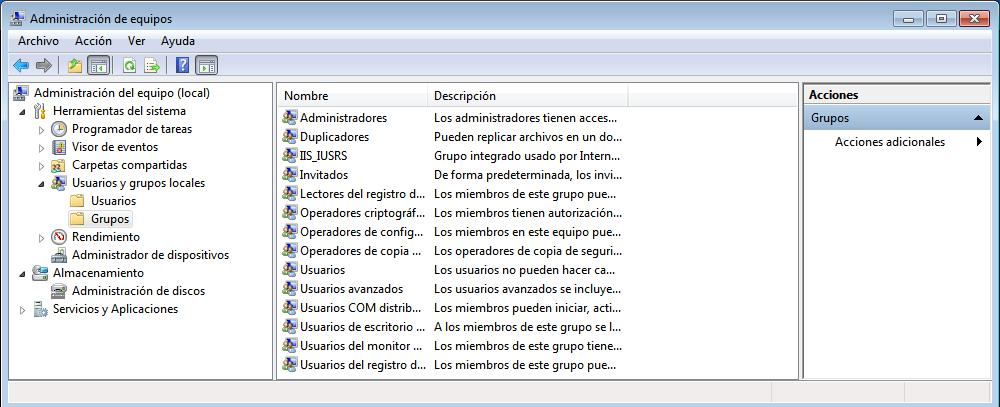 Administración de equipos
Archivo Acción Ver Ayuda
Administración del equipo (local)
Herramientas del sistema
Programador de tareas
Visor de eventos
Carpetas compartidas
Usuarios y grupos locales
Usuarios
Grupos
Rendimiento
Administrador de dispositivos
Almacenamiento
Administración de discos
Servicios y Aplicaciones
Nombre Descripción
Administradores Los administradores tienen acces...
Duplicadores Pueden replicar archivos en un do...
IIS_IUSRS Grupo integrado usado por Intern...
Invitados De forma predeterminada, los invi...
Lectores del registro d... Los miembros de este grupo pue...
Operadores criptográf... Los miembros tienen autorización...
Operadores de config... Los miembros en este equipo pue...
Operadores de copia ... Los operadores de copia de seguri...
Usuarios Los usuarios no pueden hacer ca...
Usuarios avanzados Los usuarios avanzados se incluye...
Usuarios COM distrib... Los miembros pueden iniciar, acti...
Usuarios de escritorio ... A los miembros de este grupo se l...
Usuarios del monitor ... Los miembros de este grupo tiene...
Usuarios del registro d... Los miembros de este grupo pue...
Acciones
Grupos
Acciones adicionales